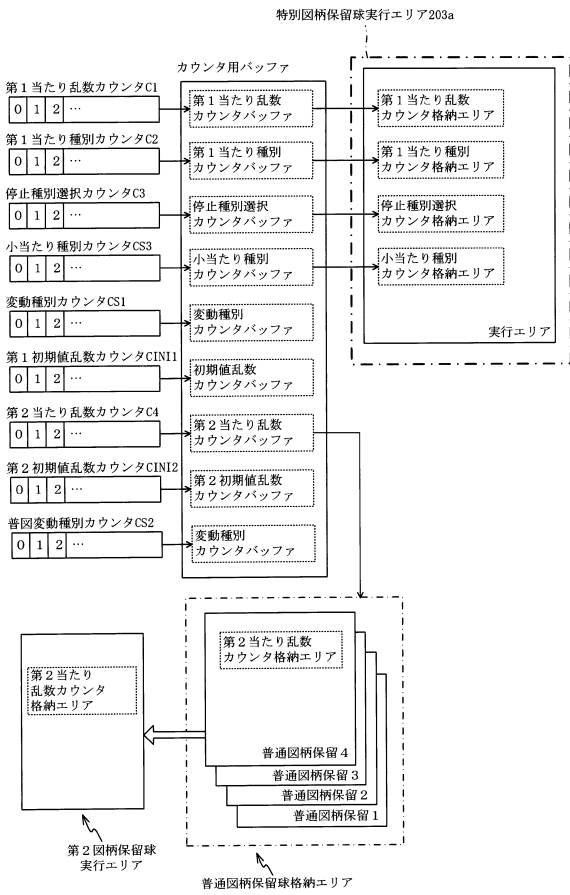 特別図柄保留球実行エリア203a
カウンタ用バッファ
第1当たり乱数カウンタC1
0 1 2 …
第1当たり乱数
カウンタバッファ
第1当たり乱数
カウンタ格納エリア
第1当たり種別カウンタC2
0 1 2 …
第1当たり種別
カウンタバッファ
第1当たり種別
カウンタ格納エリア
停止種別選択カウンタC3
0 1 2 …
停止種別選択
カウンタバッファ
停止種別選択
カウンタ格納エリア
小当たり種別カウンタCS3
0 1 2 …
小当たり種別
カウンタバッファ
小当たり種別
カウンタ格納エリア
変動種別カウンタCS1
0 1 2 …
変動種別
カウンタバッファ
実行エリア
第1初期値乱数カウンタCINI1
0 1 2 …
初期値乱数
カウンタバッファ
第2当たり乱数カウンタC4
0 1 2 …
第2当たり乱数
カウンタバッファ
第2初期値乱数カウンタCINI2
0 1 2 …
第2初期値乱数
カウンタバッファ
普図変動種別カウンタCS2
0 1 2 …
変動種別
カウンタバッファ
第2当たり乱数
カウンタ格納エリア
第2当たり
乱数カウンタ
格納エリア
普通図柄保留4
普通図柄保留3
普通図柄保留2
普通図柄保留1
第2図柄保留球
実行エリア
普通図柄保留球格納エリア